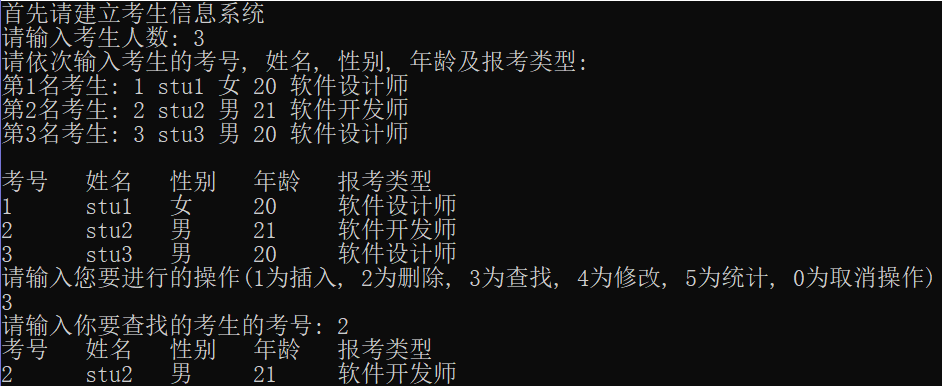 首先请建立考生信息系统
请输入考生人数: 3
请依次输入考生的考号, 姓名, 性别, 年龄及报考类型:
第1名考生: 1 stu1 女 20 软件设计师
第2名考生: 2 stu2 男 21 软件开发师
第3名考生: 3 stu3 男 20 软件设计师
考号 姓名 性别 年龄 报考类型
1 stu1 女 20 软件设计师
2 stu2 男 21 软件开发师
3 stu3 男 20 软件设计师
请输入您要进行的操作(1为插入, 2为删除, 3为查找, 4为修改, 5为统计, 0为取消操作)
3
请输入你要查找的考生的考号: 2
考号 姓名 性别 年龄 报考类型
2 stu2 男 21 软件开发师